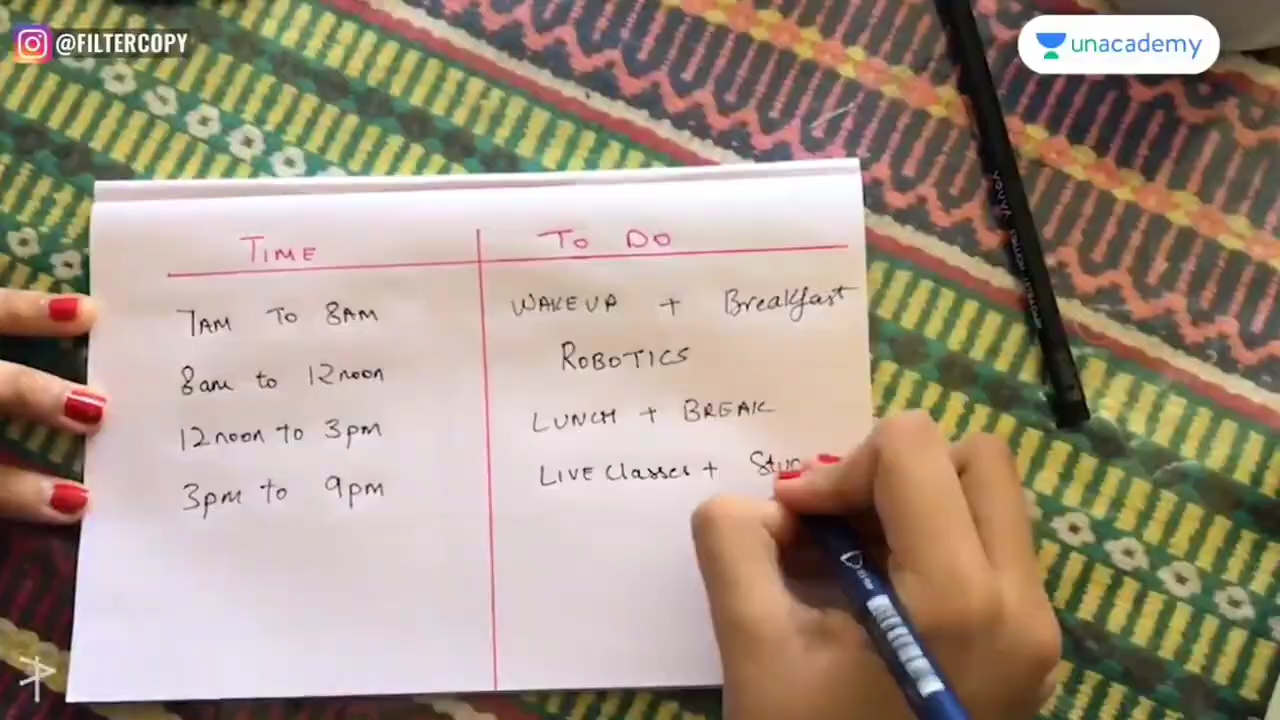 @FILTERCOPY
unacademy
TIME TO DO
7AM TO 8AM WAKEUP + Breakfast
8am to 12noon ROBOTICS
12noon to 3pm LUNCH + BREAK
3pm to 9pm LIVE Classes +